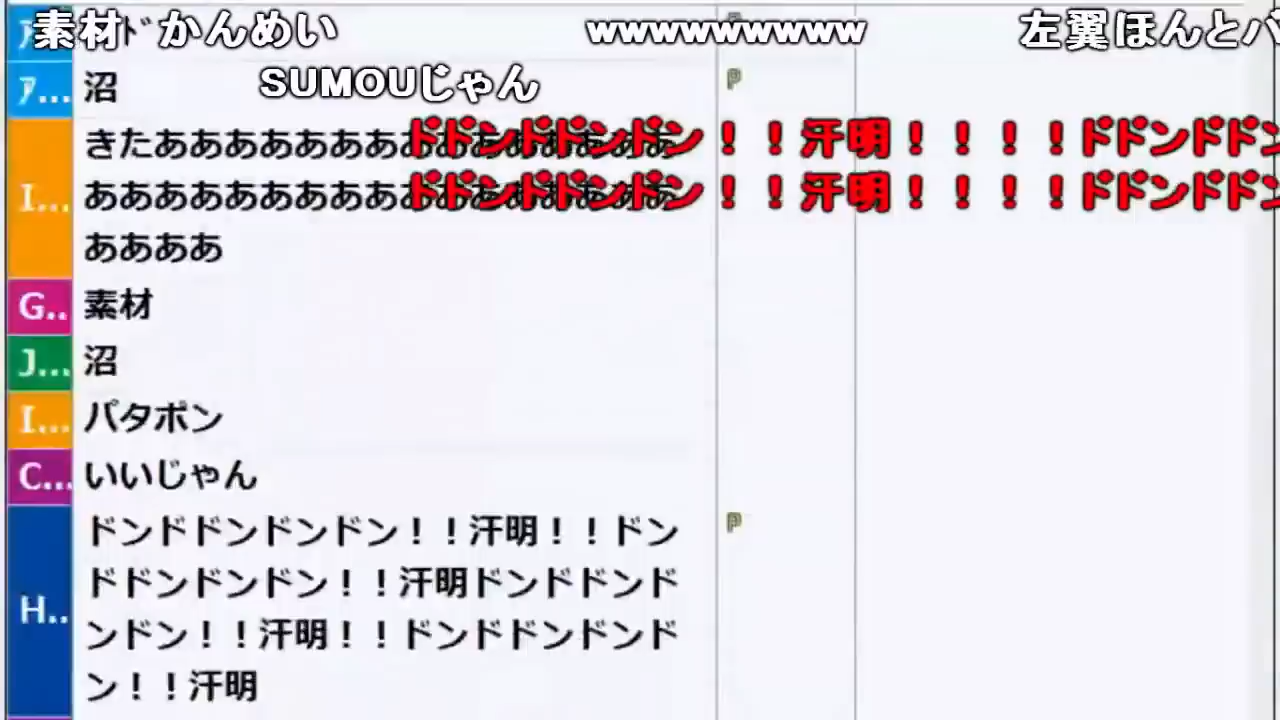 素材 かんめい
wwwwwwwwww
左翼ほんとバ
ア...
沼
P
SUMOUじゃん
I...
きたああああああああああああああああ
ああああああああああああああああああ
ああああ
ドドンドドンドン！！汗明！！！！ドドンドドン
ドドンドドンドン！！汗明！！！！ドドンドドン
G..
素材
J...
沼
I...
パタポン
C...
いいじゃん
H..
ドンドドンドンドン！！汗明！！ドン
ドドンドンドン！！汗明ドンドドンド
ンドン！！汗明！！ドンドドンドンド
ン！！汗明
P